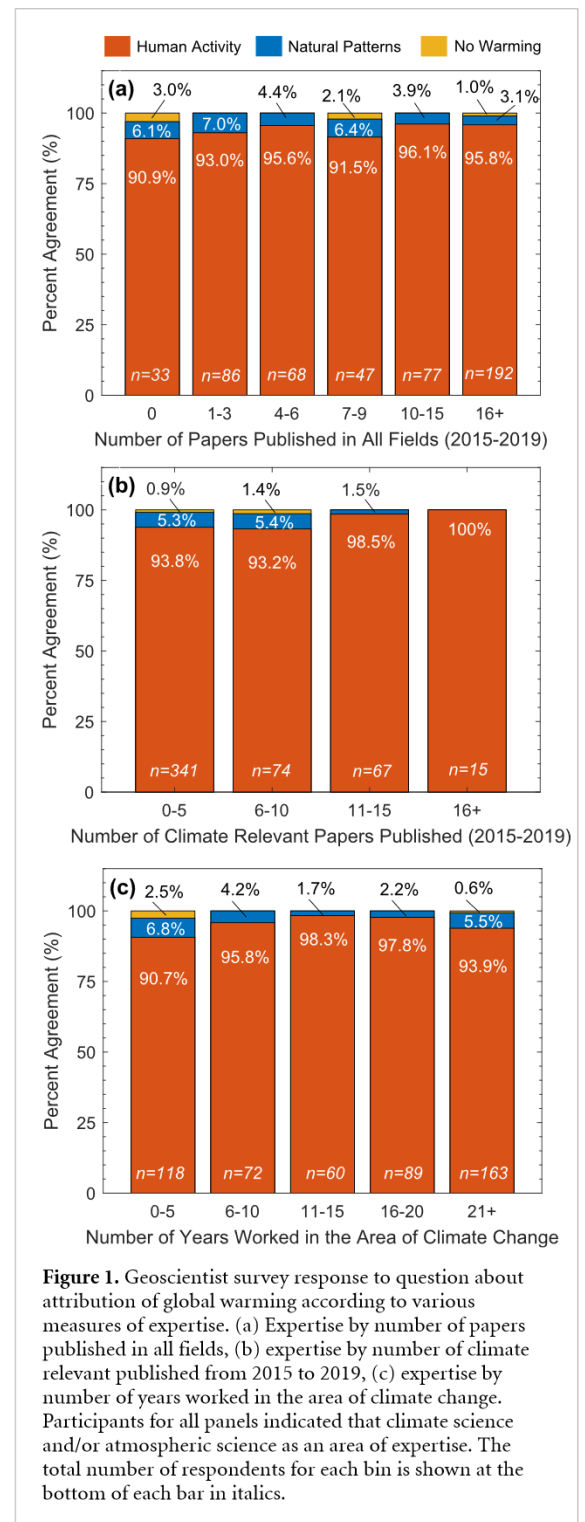 Human Activity Natural Patterns No Warming
(a) 3.0% 4.4% 2.1% 3.9% 1.0% 3.1%
100
6.1% 7.0% 6.4%
90.9% 93.0% 95.6% 91.5% 96.1% 95.8%
75
Percent Agreement (%)
50
25
n=33 n=86 n=68 n=47 n=77 n=192
0
0 1-3 4-6 7-9 10-15 16+
Number of Papers Published in All Fields (2015-2019)
(b) 0.9% 1.4% 1.5%
100
5.3% 5.4%
93.8% 93.2% 98.5% 100%
75
Percent Agreement (%)
50
25
n=341 n=74 n=67 n=15
0
0-5 6-10 11-15 16+
Number of Climate Relevant Papers Published (2015-2019)
(c) 2.5% 4.2% 1.7% 2.2% 0.6%
100
6.8% 5.5%
90.7% 95.8% 98.3% 97.8% 93.9%
75
Percent Agreement (%)
50
25
n=118 n=72 n=60 n=89 n=163
0
0-5 6-10 11-15 16-20 21+
Number of Years Worked in the Area of Climate Change
Figure 1. Geoscientist survey response to question about
attribution of global warming according to various
measures of expertise. (a) Expertise by number of papers
published in all fields, (b) expertise by number of climate
relevant published from 2015 to 2019, (c) expertise by
number of years worked in the area of climate change.
Participants for all panels indicated that climate science
and/or atmospheric science as an area of expertise. The
total number of respondents for each bin is shown at the
bottom of each bar in italics.